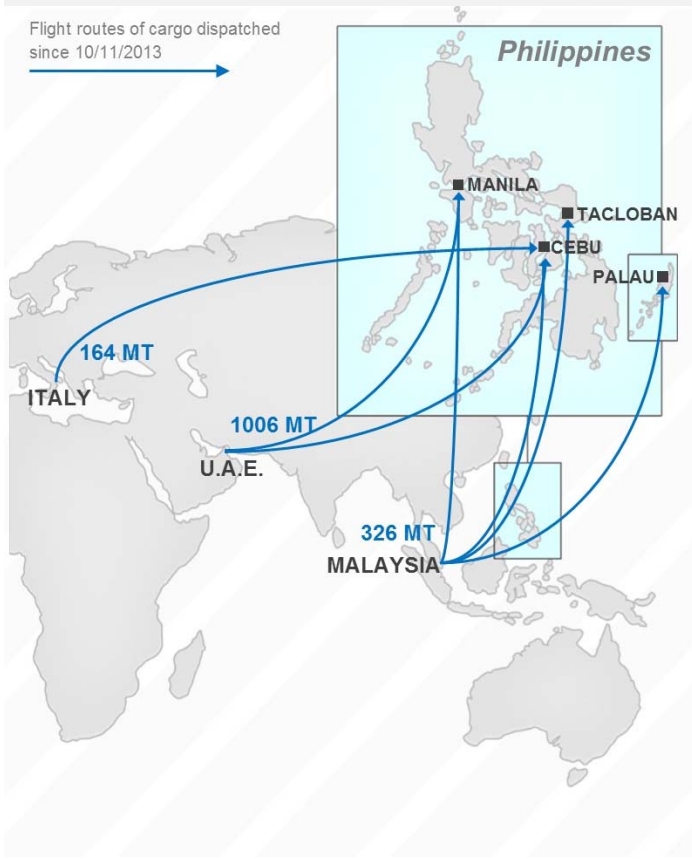 Flight routes of cargo dispatched
since 10/11/2013
Philippines
MANILA
TACLOBAN
CEBU
PALAU
164 MT
ITALY
1006 MT
U.A.E.
326 MT
MALAYSIA